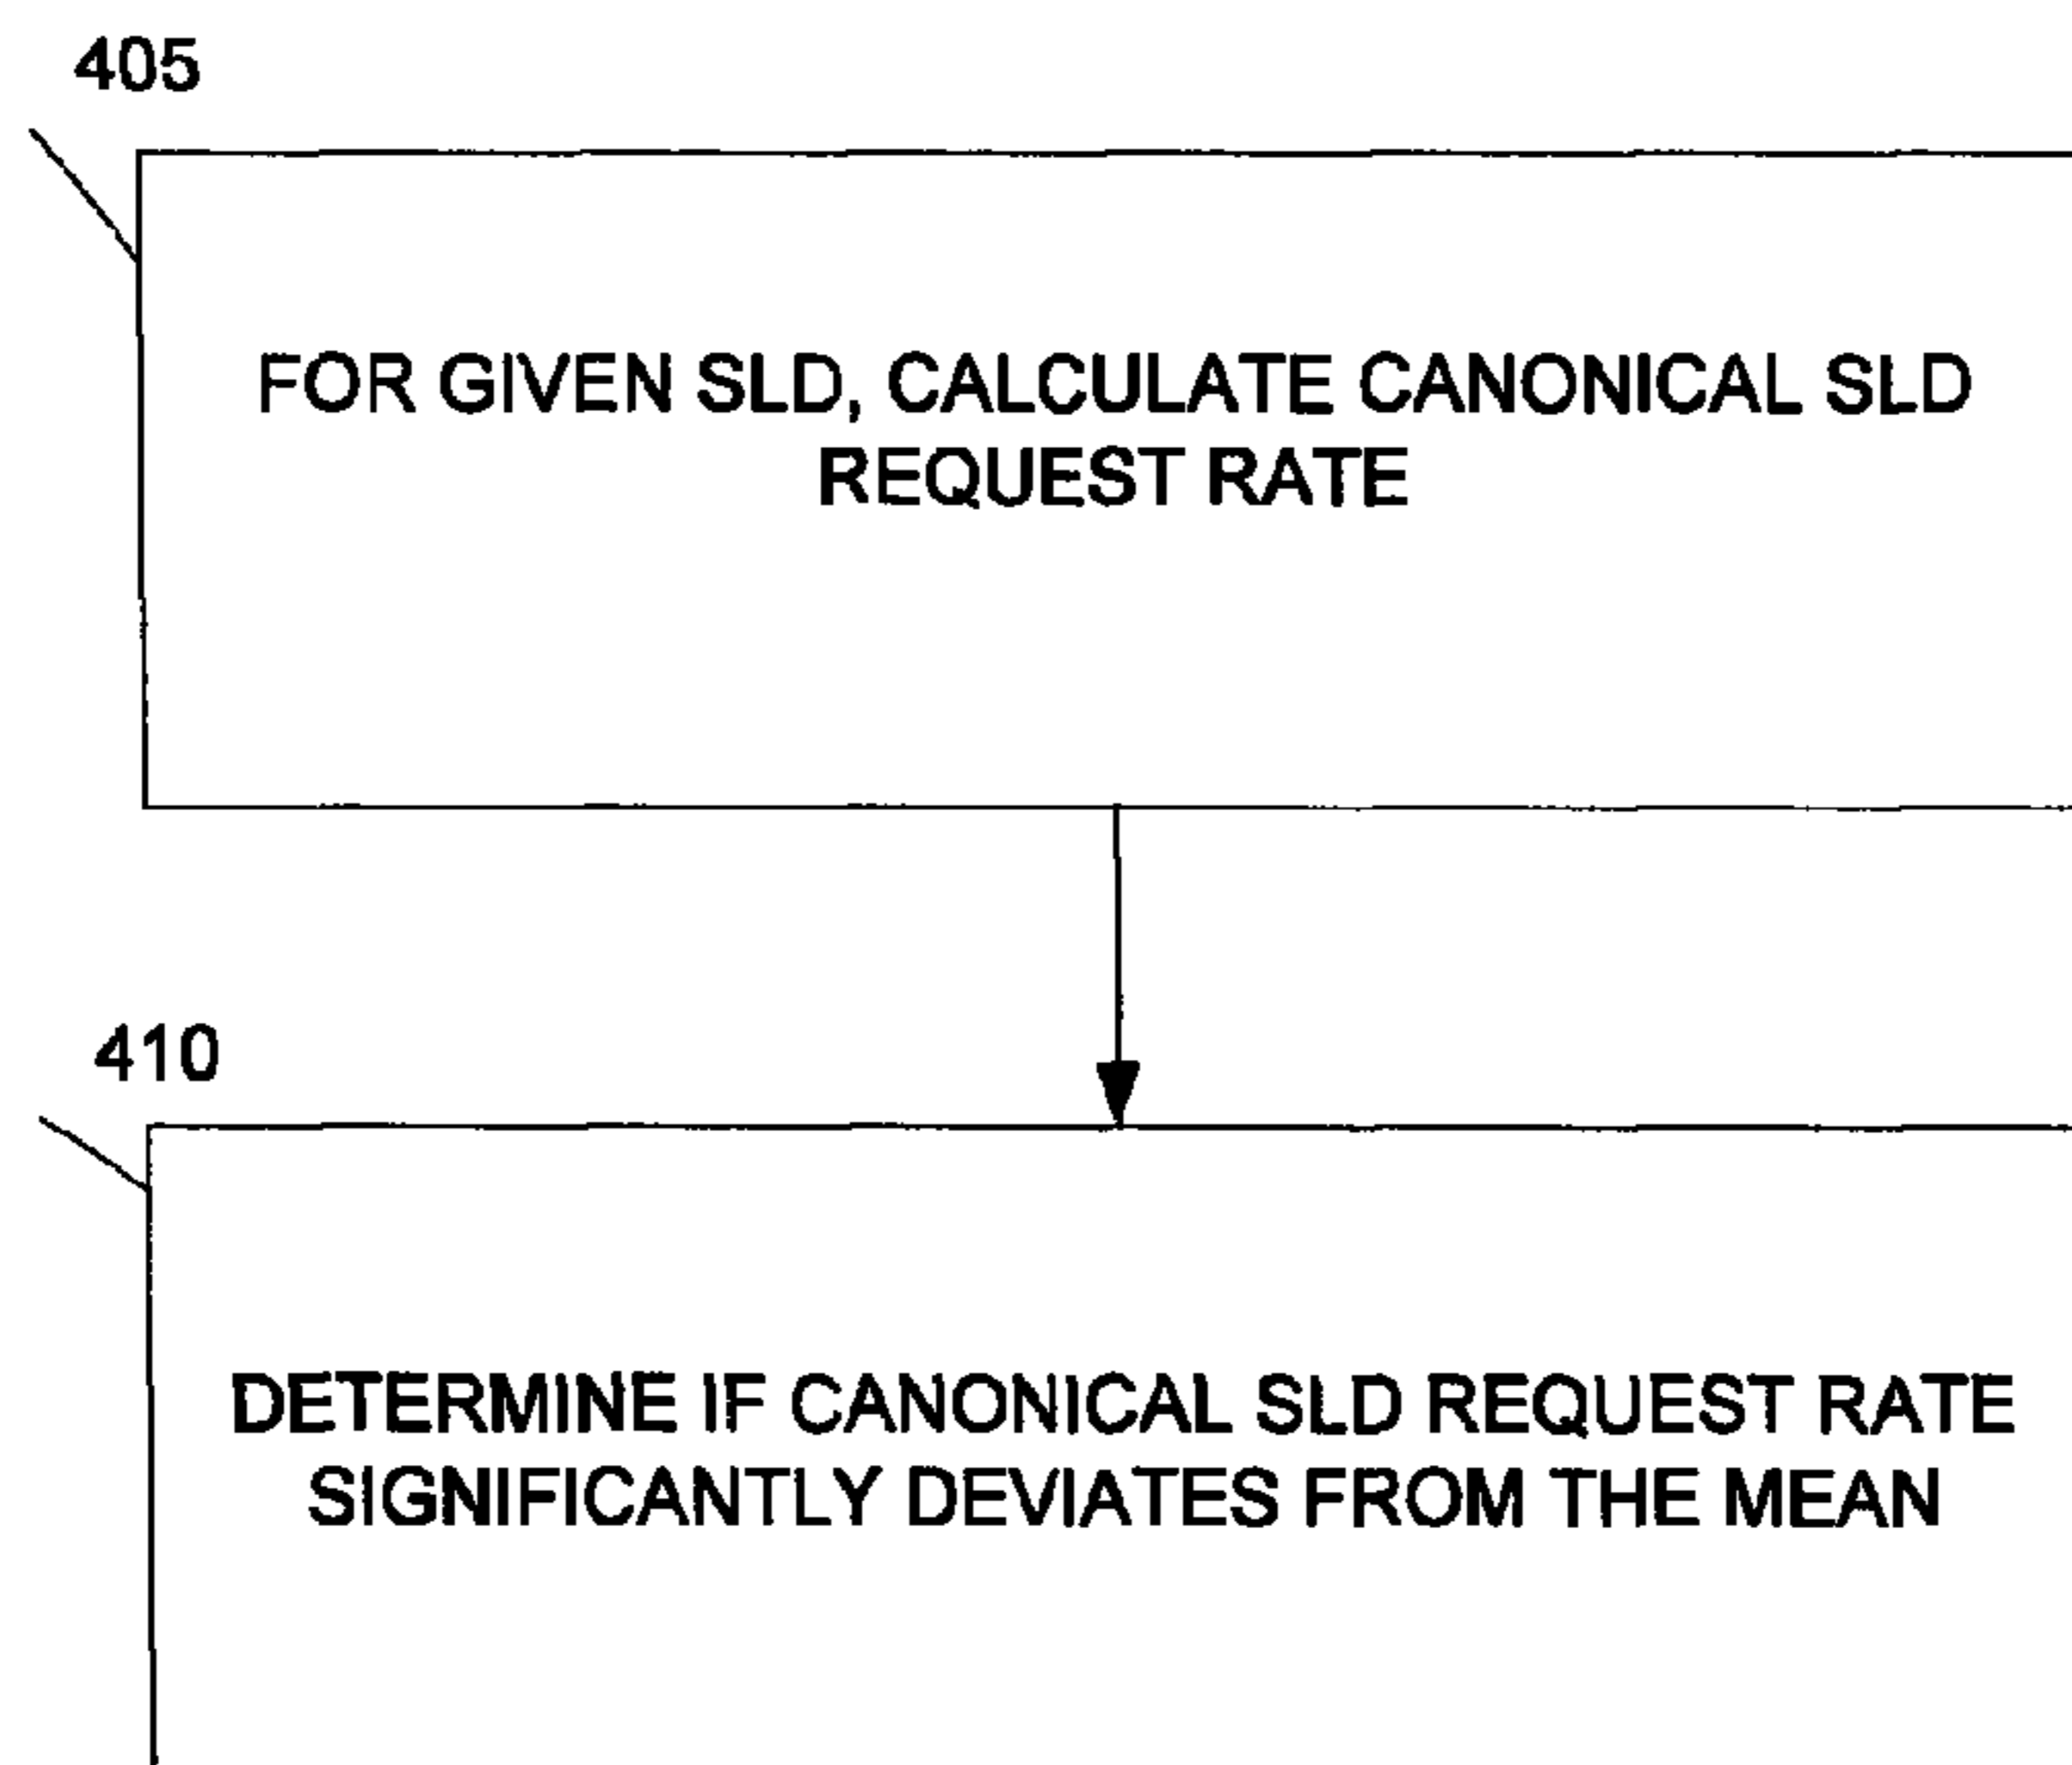 405
FOR GIVEN SLD, CALCULATE CANONICAL SLD
REQUEST RATE
410
DETERMINE IF CANONICAL SLD REQUEST RATE
SIGNIFICANTLY DEVIATES FROM THE MEAN